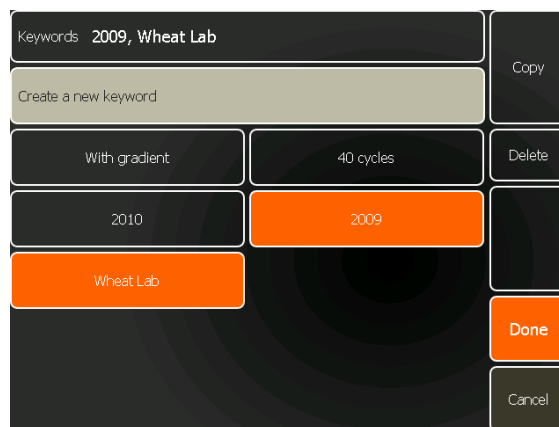 Keywords 2009, Wheat Lab
Copy
Create a new keyword
With gradient
40 cycles
Delete
2010
2009
Wheat Lab
Done
Cancel